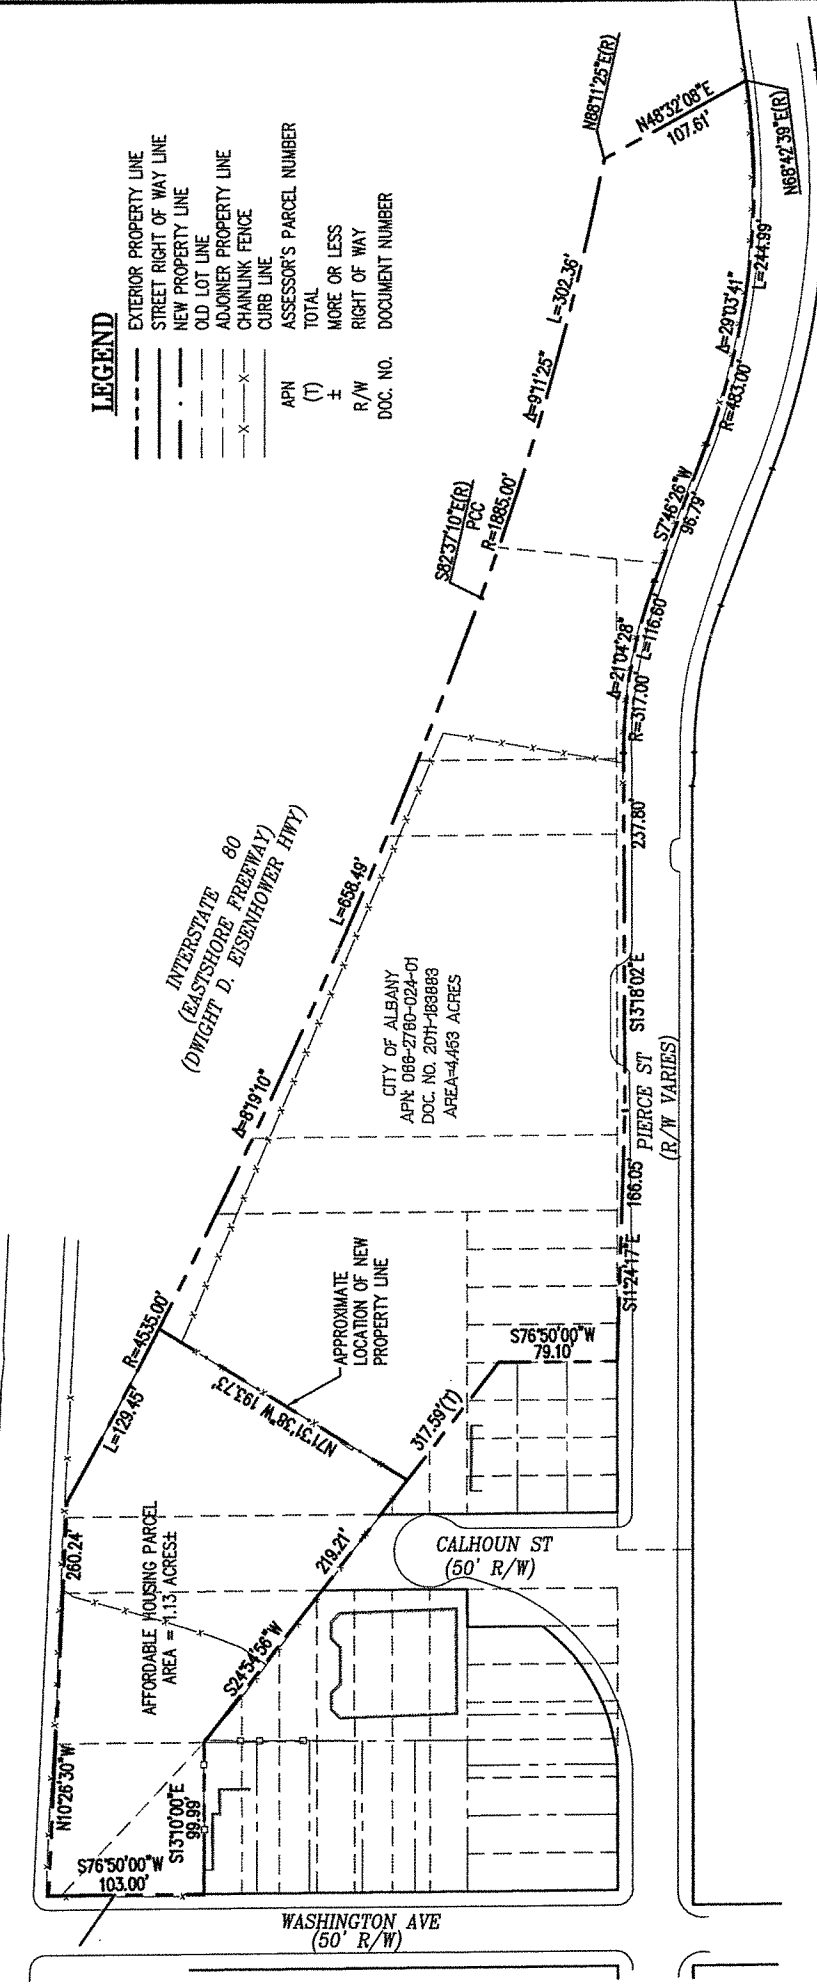 LEGEND
EXTERIOR PROPERTY LINE
STREET RIGHT OF WAY LINE
NEW PROPERTY LINE
OLD LOT LINE
ADJOINER PROPERTY LINE
CHAINLINK FENCE
CURB LINE
APN ASSESSOR'S PARCEL NUMBER
(T) TOTAL
± MORE OR LESS
R/W RIGHT OF WAY
DOC. NO. DOCUMENT NUMBER
INTERSTATE 80
(EASTSHORE FREEWAY)
(DWIGHT D. EISENHOWER HWY)
R=4535.00'
L=129.45'
Δ=8°19'10"
L=658.49'
S82°37'10"E(R)
PCC
R=1885.00'
Δ=9°11'25"
L=302.36'
N88°11'25"E(R)
N48°32'08"E
107.61'
N68°42'39"E(R)
L=244.99'
Δ=29°03'41"
R=483.00'
S7°46'26"W
96.79'
L=116.60'
Δ=21°04'28"
R=317.00'
237.80'
S13°18'02"E
166.05'
S11°24'17"E
PIERCE ST
(R/W VARIES)
CITY OF ALBANY
APN: 066-2760-024-01
DOC. NO. 2011-183883
AREA=4.453 ACRES
APPROXIMATE
LOCATION OF NEW
PROPERTY LINE
N71°31'38"W 193.73'
S76°50'00"W
79.10'
317.59'(T)
219.21'
S24°54'56"W
CALHOUN ST
(50' R/W)
260.24'
N10°26'30"W
AFFORDABLE HOUSING PARCEL
AREA = 1.13 ACRES±
S13°10'00"E
99.99'
S76°50'00"W
103.00'
WASHINGTON AVE
(50' R/W)